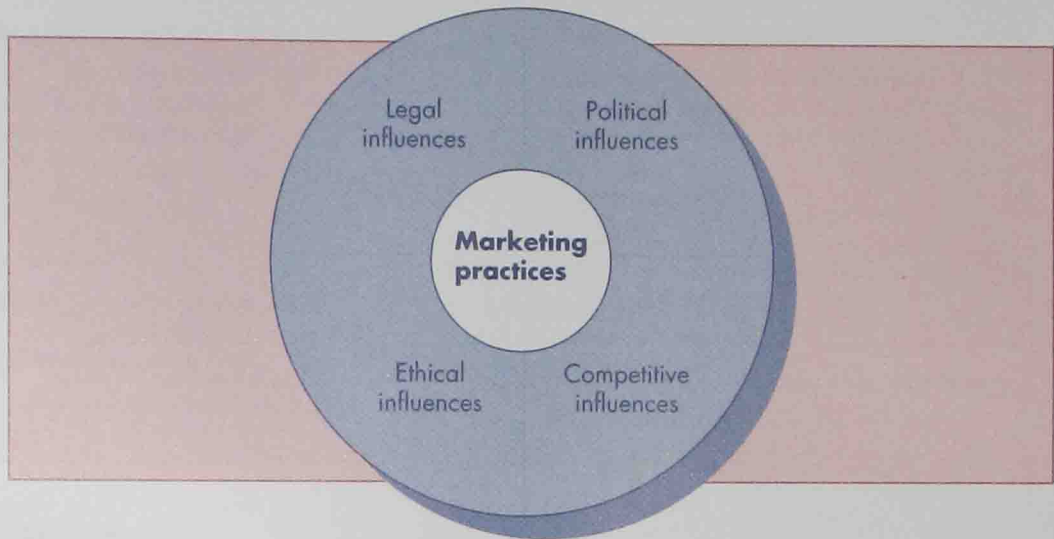 Legal
influences
Political
influences
Marketing
practices
Ethical
influences
Competitive
influences